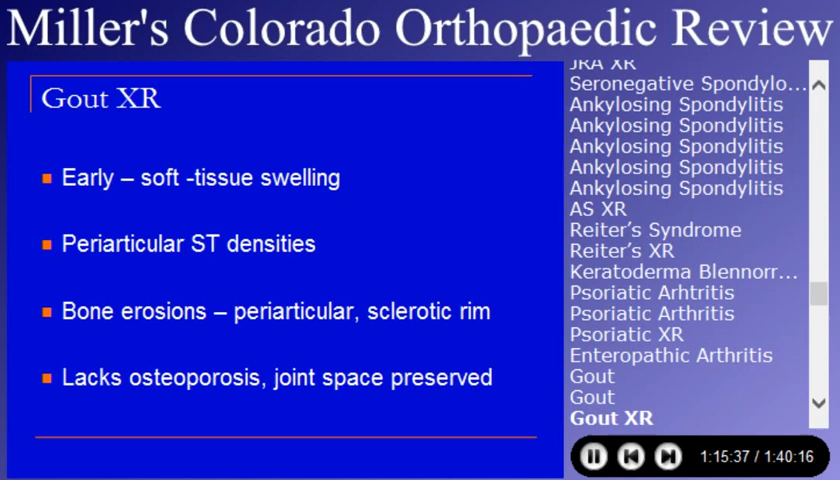 Miller's Colorado Orthopaedic Review
Gout XR
Early – soft -tissue swelling
Periarticular ST densities
Bone erosions – periarticular, sclerotic rim
Lacks osteoporosis, joint space preserved
JRA XR
Seronegative Spondylo...
Ankylosing Spondylitis
Ankylosing Spondylitis
Ankylosing Spondylitis
Ankylosing Spondylitis
Ankylosing Spondylitis
AS XR
Reiter's Syndrome
Reiter's XR
Keratoderma Blennorr...
Psoriatic Arhtritis
Psoriatic Arthritis
Psoriatic XR
Enteropathic Arthritis
Gout
Gout
Gout XR
1:15:37 / 1:40:16